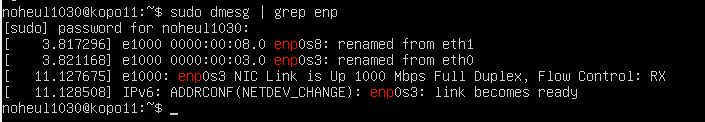 noheul1030@kopo11:~$ sudo dmesg | grep enp
[sudo] password for noheul1030:
[    3.817296] e1000 0000:00:08.0 enp0s8: renamed from eth1
[    3.821168] e1000 0000:00:03.0 enp0s3: renamed from eth0
[   11.127675] e1000: enp0s3 NIC Link is Up 1000 Mbps Full Duplex, Flow Control: RX
[   11.128508] IPv6: ADDRCONF(NETDEV_CHANGE): enp0s3: link becomes ready
noheul1030@kopo11:~$ _